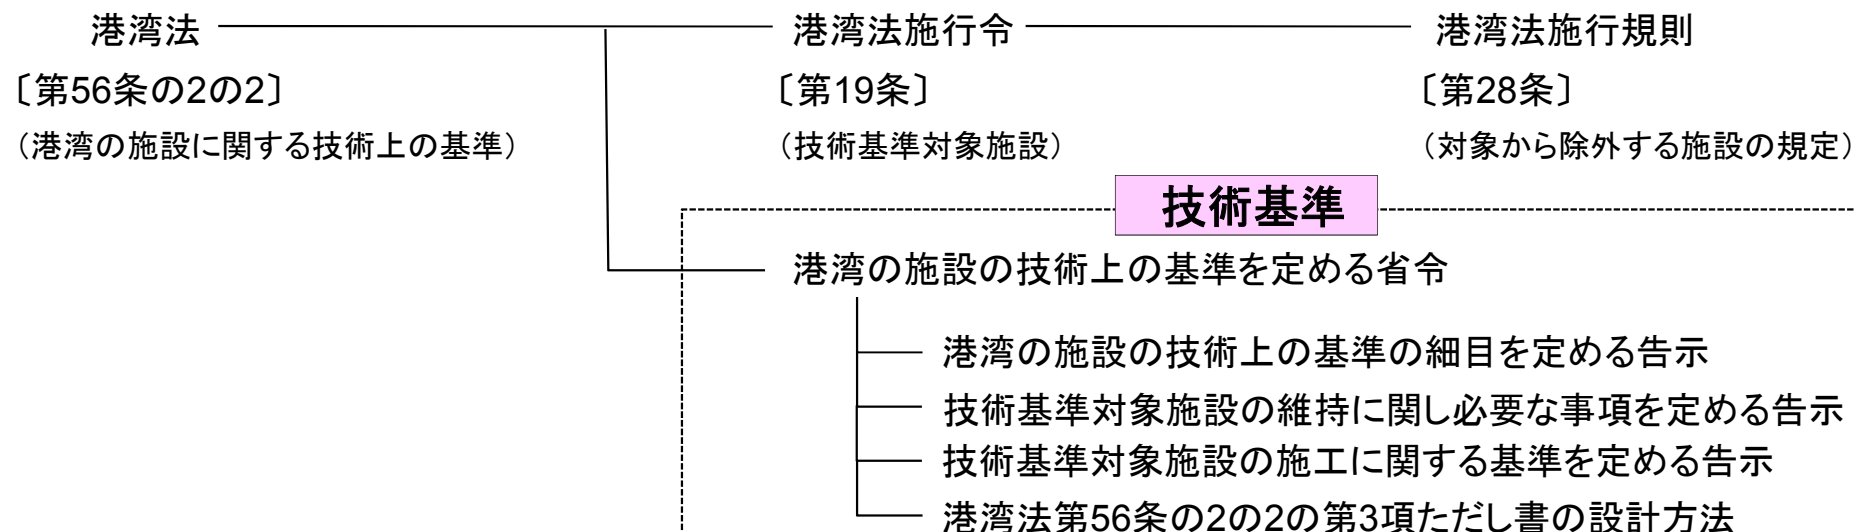 港湾法 港湾法施行令 港湾法施行規則
〔第56条の2の2〕 〔第19条〕 〔第28条〕
（港湾の施設に関する技術上の基準） （技術基準対象施設） （対象から除外する施設の規定）
技術基準
港湾の施設の技術上の基準を定める省令
港湾の施設の技術上の基準の細目を定める告示
技術基準対象施設の維持に関し必要な事項を定める告示
技術基準対象施設の施工に関する基準を定める告示
港湾法第56条の2の2の第3項ただし書の設計方法